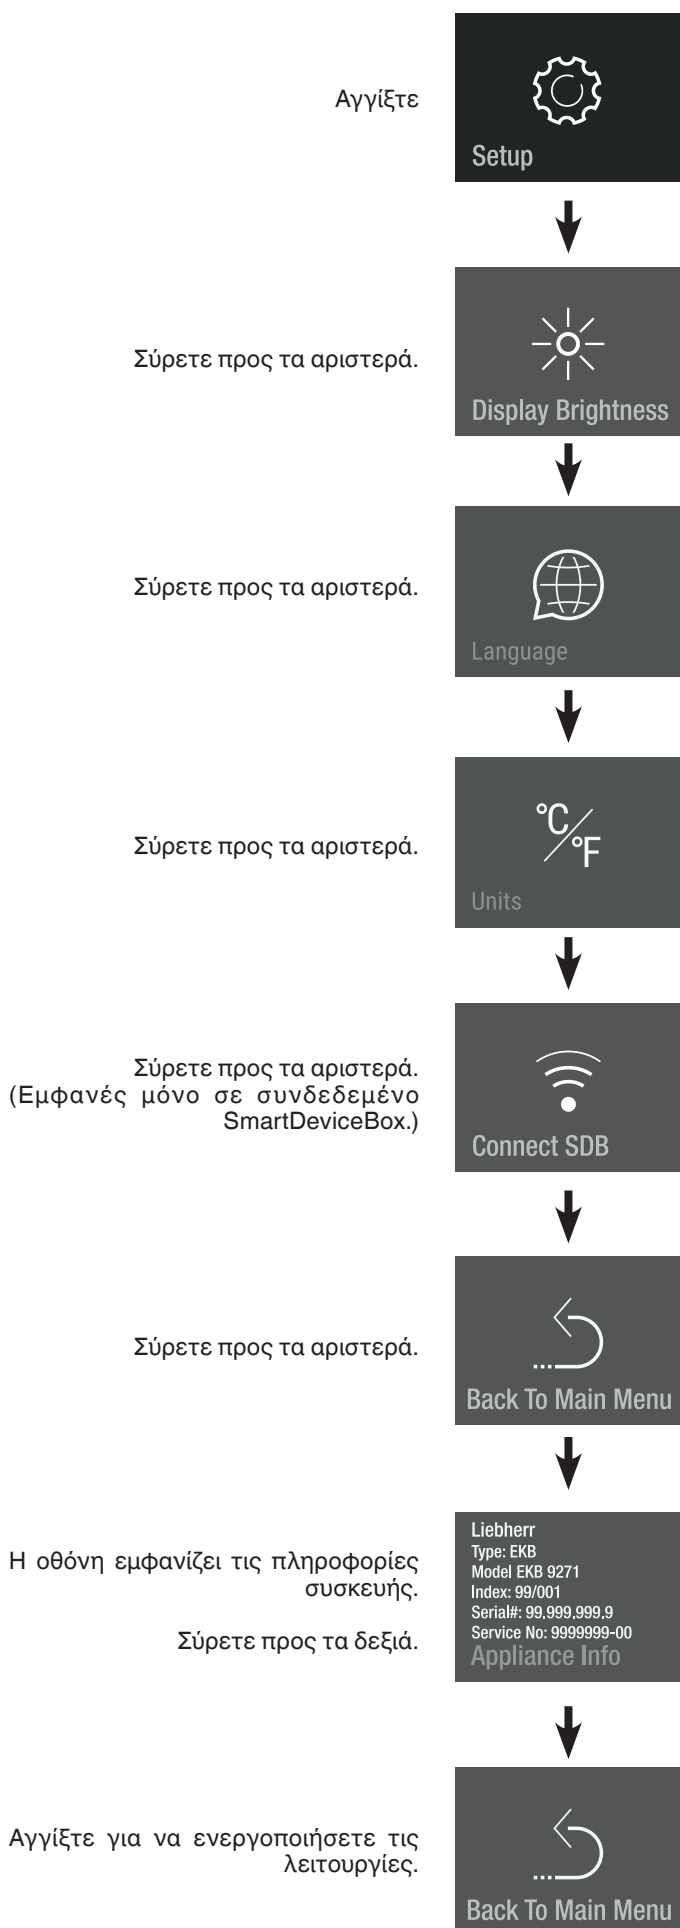 Αγγίξτε
Setup
Σύρετε προς τα αριστερά.
Display Brightness
Σύρετε προς τα αριστερά.
Language
Σύρετε προς τα αριστερά.
°C/°F
Units
Σύρετε προς τα αριστερά.
(Εμφανές μόνο σε συνδεδεμένο
SmartDeviceBox.)
Connect SDB
Σύρετε προς τα αριστερά.
Back To Main Menu
Η οθόνη εμφανίζει τις πληροφορίες
συσκευής.
Σύρετε προς τα δεξιά.
Liebherr
Type: EKB
Model EKB 9271
Index: 99/001
Serial#: 99.999.999.9
Service No: 9999999-00
Appliance Info
Αγγίξτε για να ενεργοποιήσετε τις
λειτουργίες.
Back To Main Menu